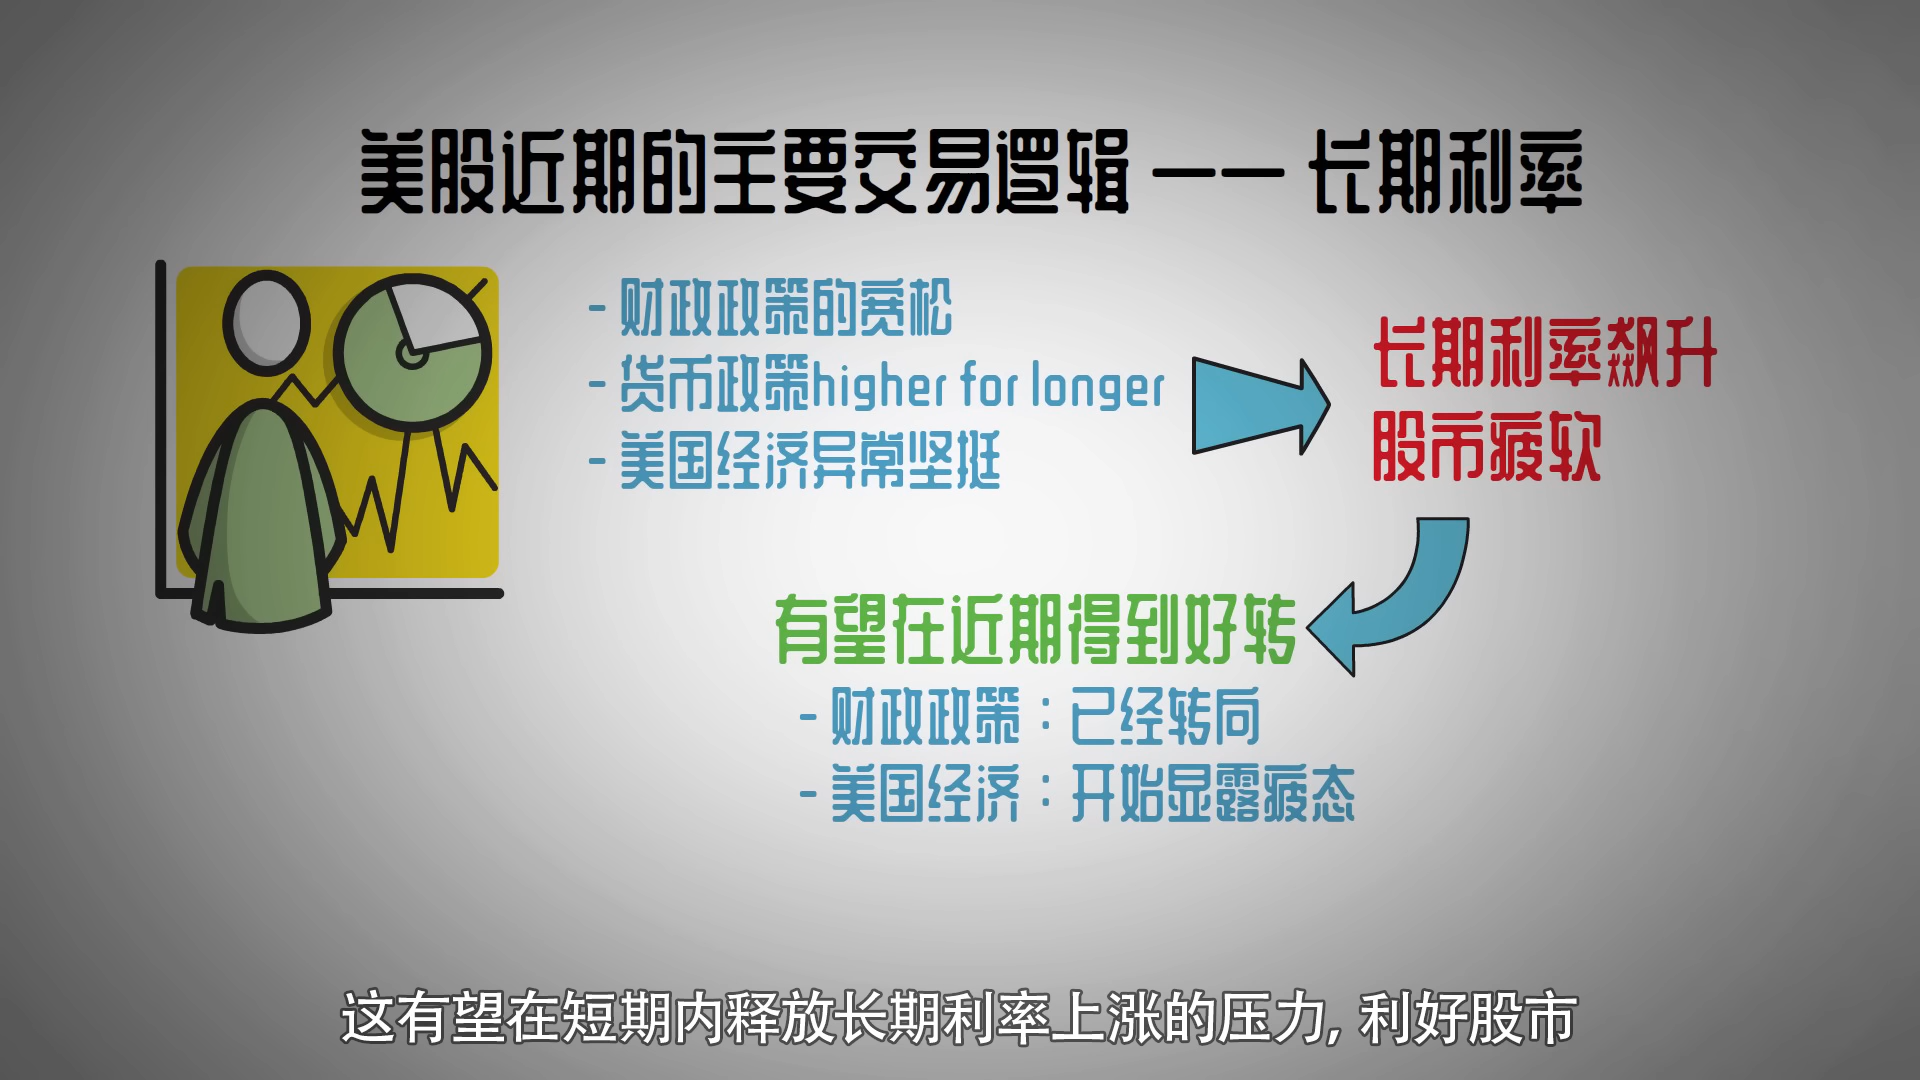 美股近期的主要交易逻辑 —— 长期利率
- 财政政策的宽松
- 货币政策higher for longer
- 美国经济异常坚挺
长期利率飙升
股市疲软
有望在近期得到好转
- 财政政策：已经转向
- 美国经济：开始显露疲态
这有望在短期内释放长期利率上涨的压力, 利好股市